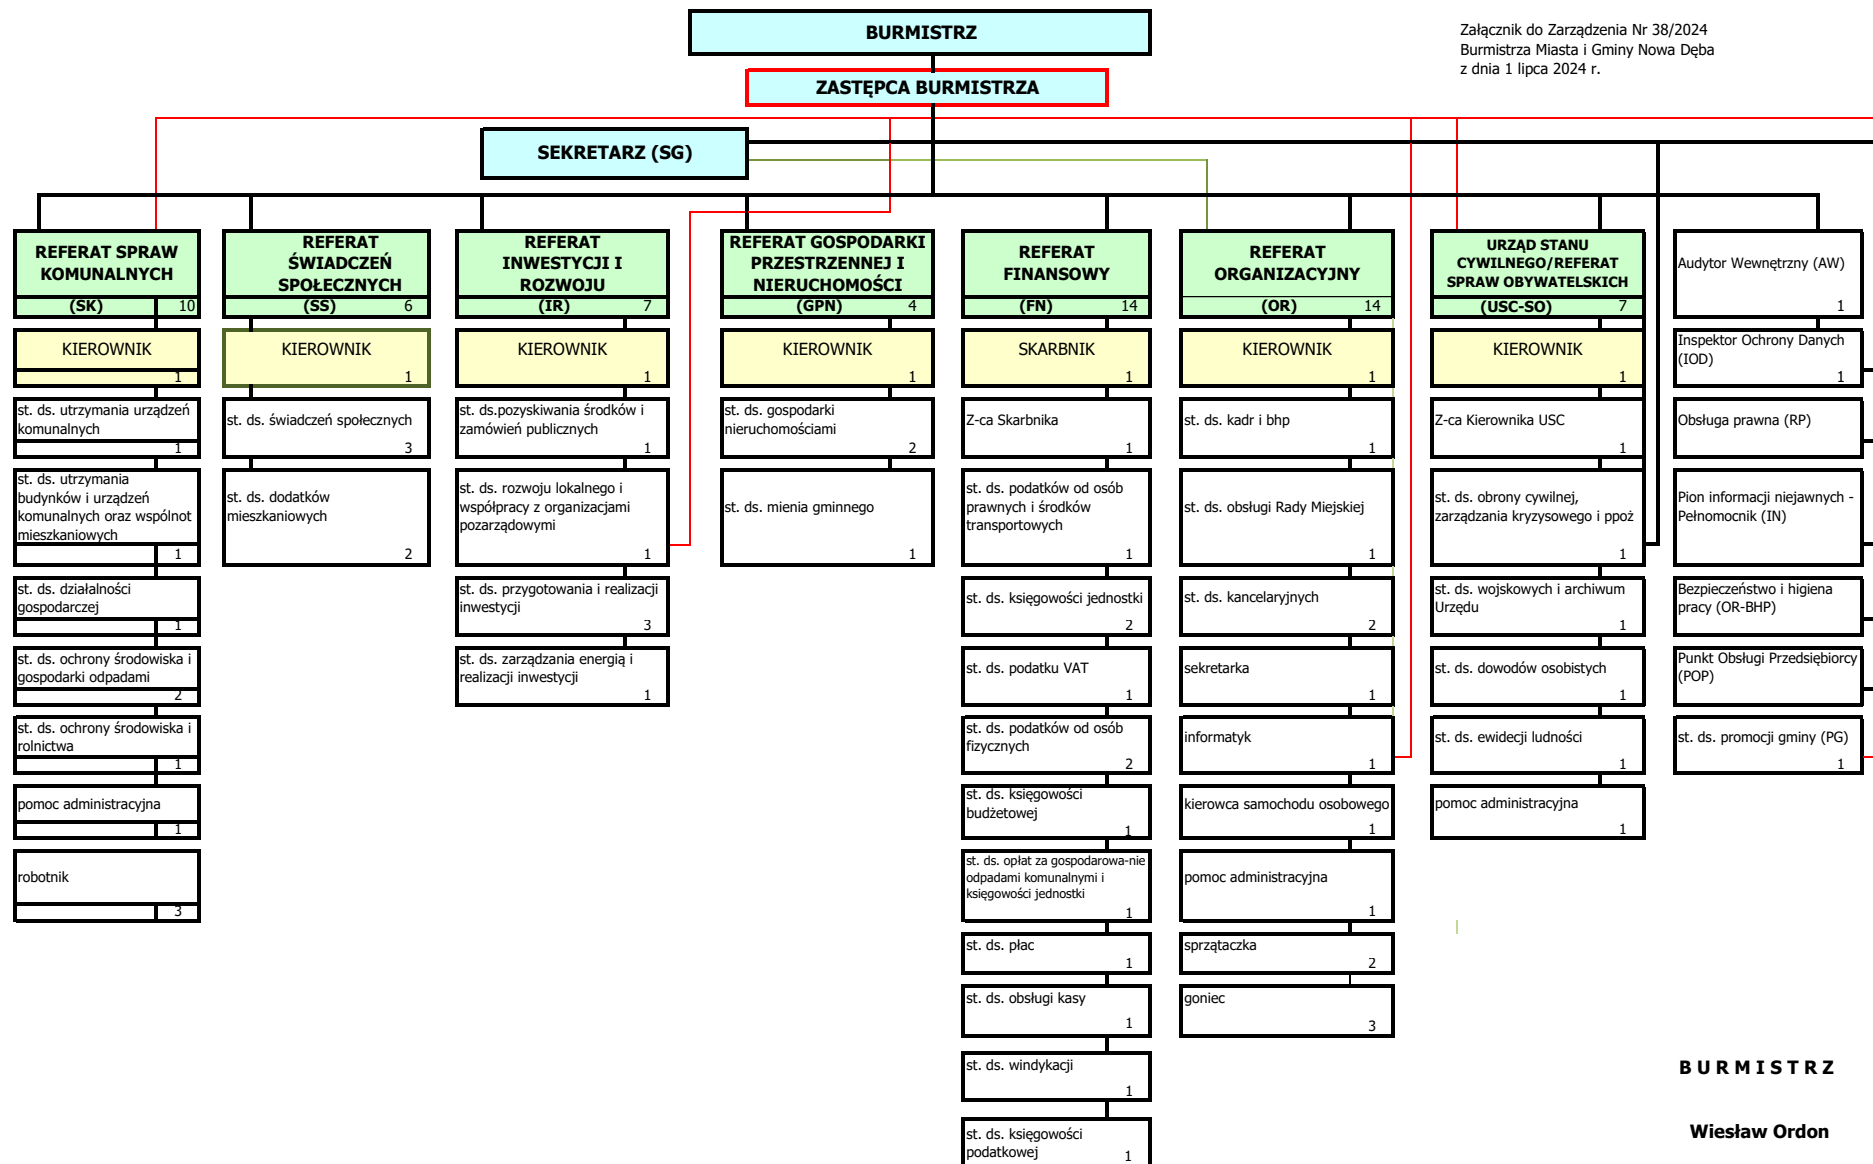 BURMISTRZ
Załącznik do Zarządzenia Nr 38/2024
Burmistrza Miasta i Gminy Nowa Dęba
z dnia 1 lipca 2024 r.
ZASTĘPCA BURMISTRZA
SEKRETARZ (SG)
REFERAT SPRAW
KOMUNALNYCH
(SK) 10
KIEROWNIK
1
st. ds. utrzymania urządzeń
komunalnych
1
st. ds. utrzymania
budynków i urządzeń
komunalnych oraz wspólnot
mieszkaniowych
1
st. ds. działalności
gospodarczej
1
st. ds. ochrony środowiska i
gospodarki odpadami
2
st. ds. ochrony środowiska i
rolnictwa
1
pomoc administracyjna
1
robotnik
3
REFERAT
ŚWIADCZEŃ
SPOŁECZNYCH
(SS) 6
KIEROWNIK
1
st. ds. świadczeń społecznych
3
st. ds. dodatków
mieszkaniowych
2
REFERAT
INWESTYCJI I
ROZWOJU
(IR) 7
KIEROWNIK
1
st. ds.pozyskiwania środków i
zamówień publicznych
1
st. ds. rozwoju lokalnego i
współpracy z organizacjami
pozarządowymi
1
st. ds. przygotowania i realizacji
inwestycji
3
st. ds. zarządzania energią i
realizacji inwestycji
1
REFERAT GOSPODARKI
PRZESTRZENNEJ I
NIERUCHOMOŚCI
(GPN) 4
KIEROWNIK
1
st. ds. gospodarki
nieruchomościami
2
st. ds. mienia gminnego
1
REFERAT
FINANSOWY
(FN) 14
SKARBNIK
1
Z-ca Skarbnika
1
st. ds. podatków od osób
prawnych i środków
transportowych
1
st. ds. księgowości jednostki
2
st. ds. podatku VAT
1
st. ds. podatków od osób
fizycznych
2
st. ds. księgowości
budżetowej
1
st. ds. opłat za gospodarowa-nie
odpadami komunalnymi i
księgowości jednostki
1
st. ds. płac
1
st. ds. obsługi kasy
1
st. ds. windykacji
1
st. ds. księgowości
podatkowej
1
REFERAT
ORGANIZACYJNY
(OR) 14
KIEROWNIK
1
st. ds. kadr i bhp
1
st. ds. obsługi Rady Miejskiej
1
st. ds. kancelaryjnych
2
sekretarka
1
informatyk
1
kierowca samochodu osobowego
1
pomoc administracyjna
1
sprzątaczka
2
goniec
3
URZĄD STANU
CYWILNEGO/REFERAT
SPRAW OBYWATELSKICH
(USC-SO) 7
KIEROWNIK
1
Z-ca Kierownika USC
1
st. ds. obrony cywilnej,
zarządzania kryzysowego i ppoż
1
st. ds. wojskowych i archiwum
Urzędu
1
st. ds. dowodów osobistych
1
st. ds. ewidecji ludności
1
pomoc administracyjna
1
Audytor Wewnętrzny (AW)
1
Inspektor Ochrony Danych
(IOD)
1
Obsługa prawna (RP)
Pion informacji niejawnych -
Pełnomocnik (IN)
Bezpieczeństwo i higiena
pracy (OR-BHP)
Punkt Obsługi Przedsiębiorcy
(POP)
st. ds. promocji gminy (PG)
1
B U R M I S T R Z
Wiesław Ordon